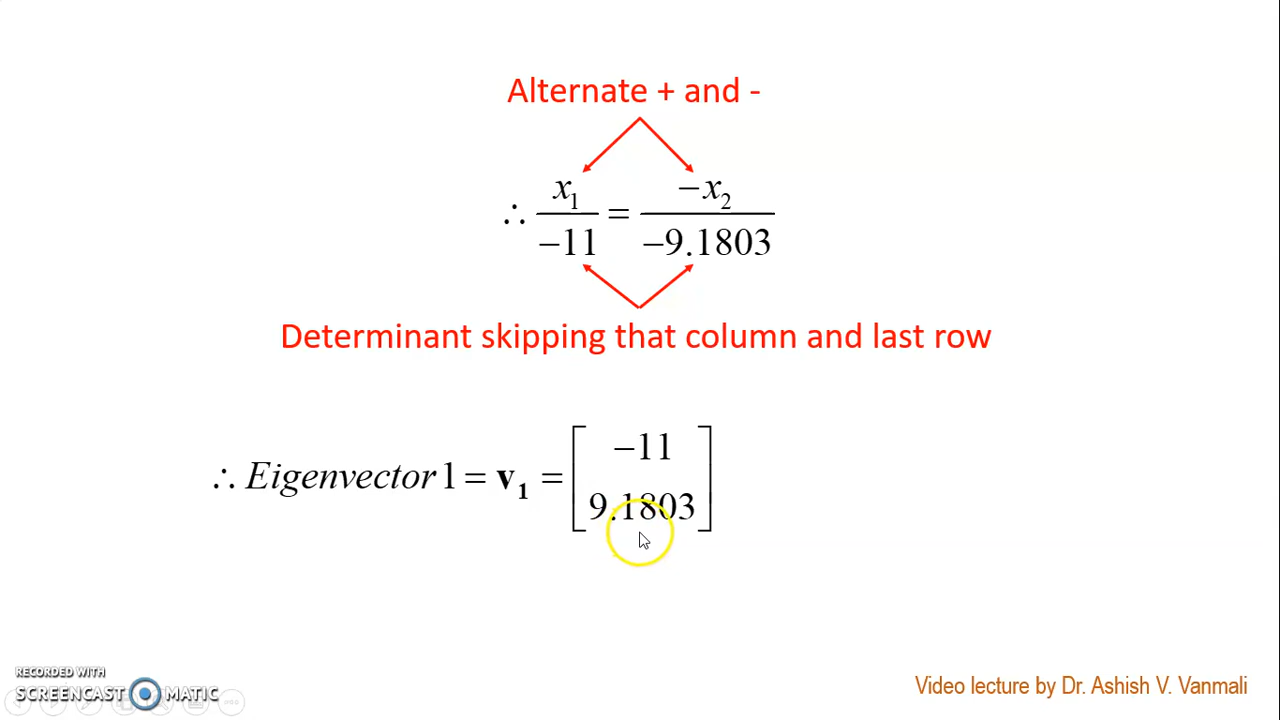 Alternate + and -
∴ x₁/−11 = −x₂/−9.1803
Determinant skipping that column and last row
∴ Eigenvector 1 = v₁ = [−11 9.1803]
RECORDED WITH
SCREENCAST MATIC
Video lecture by Dr. Ashish V. Vanmali